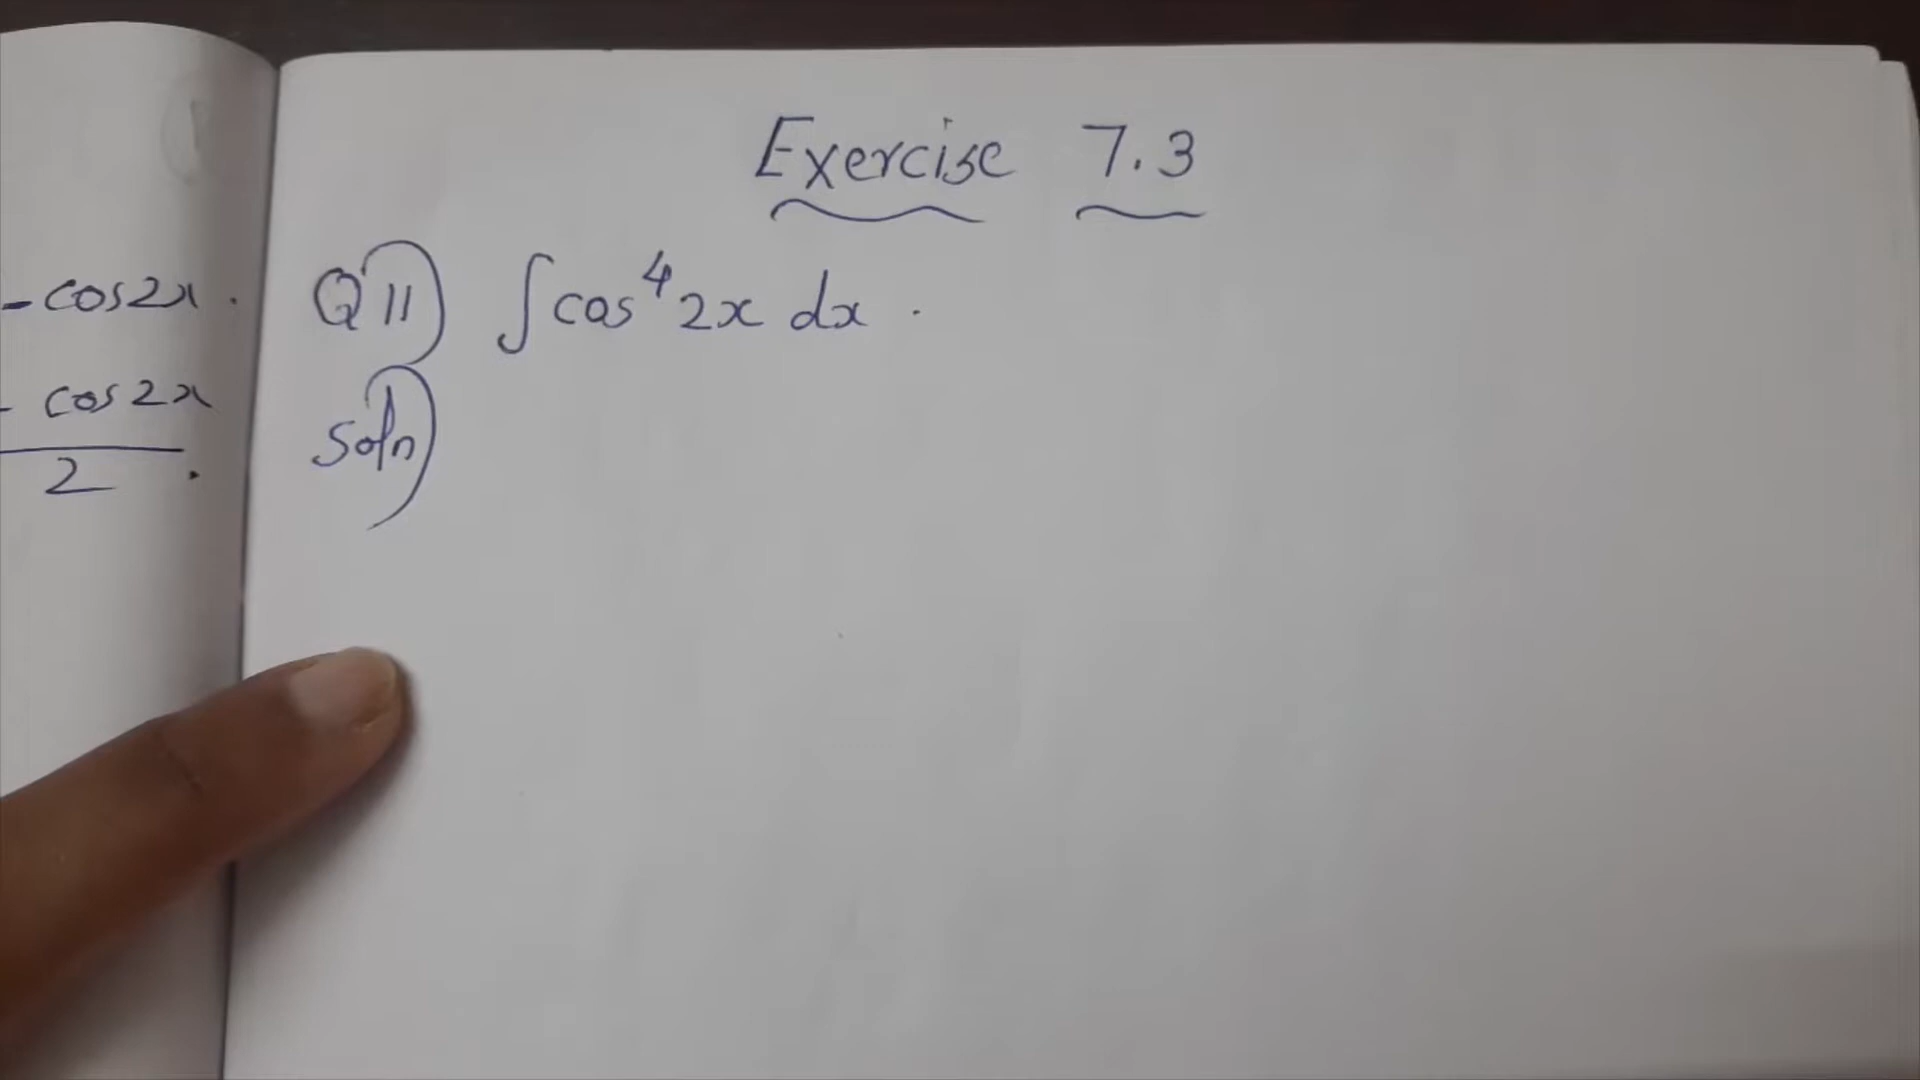 - cos2x.
- cos2x
2.
Exercise 7.3
Q11) ∫cos⁴2x dx.
Soln)